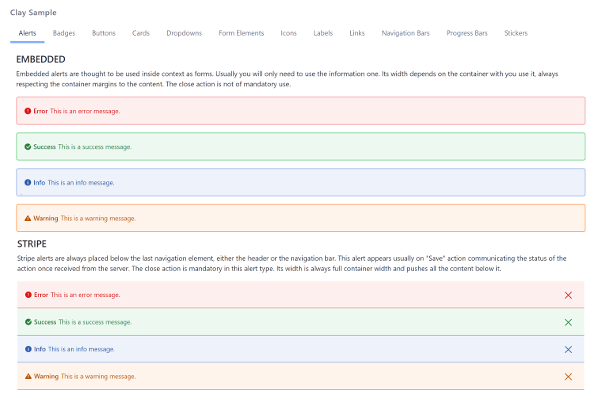 Clay Sample
Alerts Badges Buttons Cards Dropdowns Form Elements Icons Labels Links Navigation Bars Progress Bars Stickers
EMBEDDED
Embedded alerts are thought to be used inside context as forms. Usually you will only need to use the information one. Its width depends on the container with you use it, always
respecting the container margins to the content. The close action is not of mandatory use.
Error This is an error message.
Success This is a success message.
Info This is an info message.
Warning This is a warning message.
STRIPE
Stripe alerts are always placed below the last navigation element, either the header or the navigation bar. This alert appears usually on "Save" action communicating the status of the
action once received from the server. The close action is mandatory in this alert type. Its width is always full container width and pushes all the content below it.
Error This is an error message.
Success This is a success message.
Info This is an info message.
Warning This is a warning message.